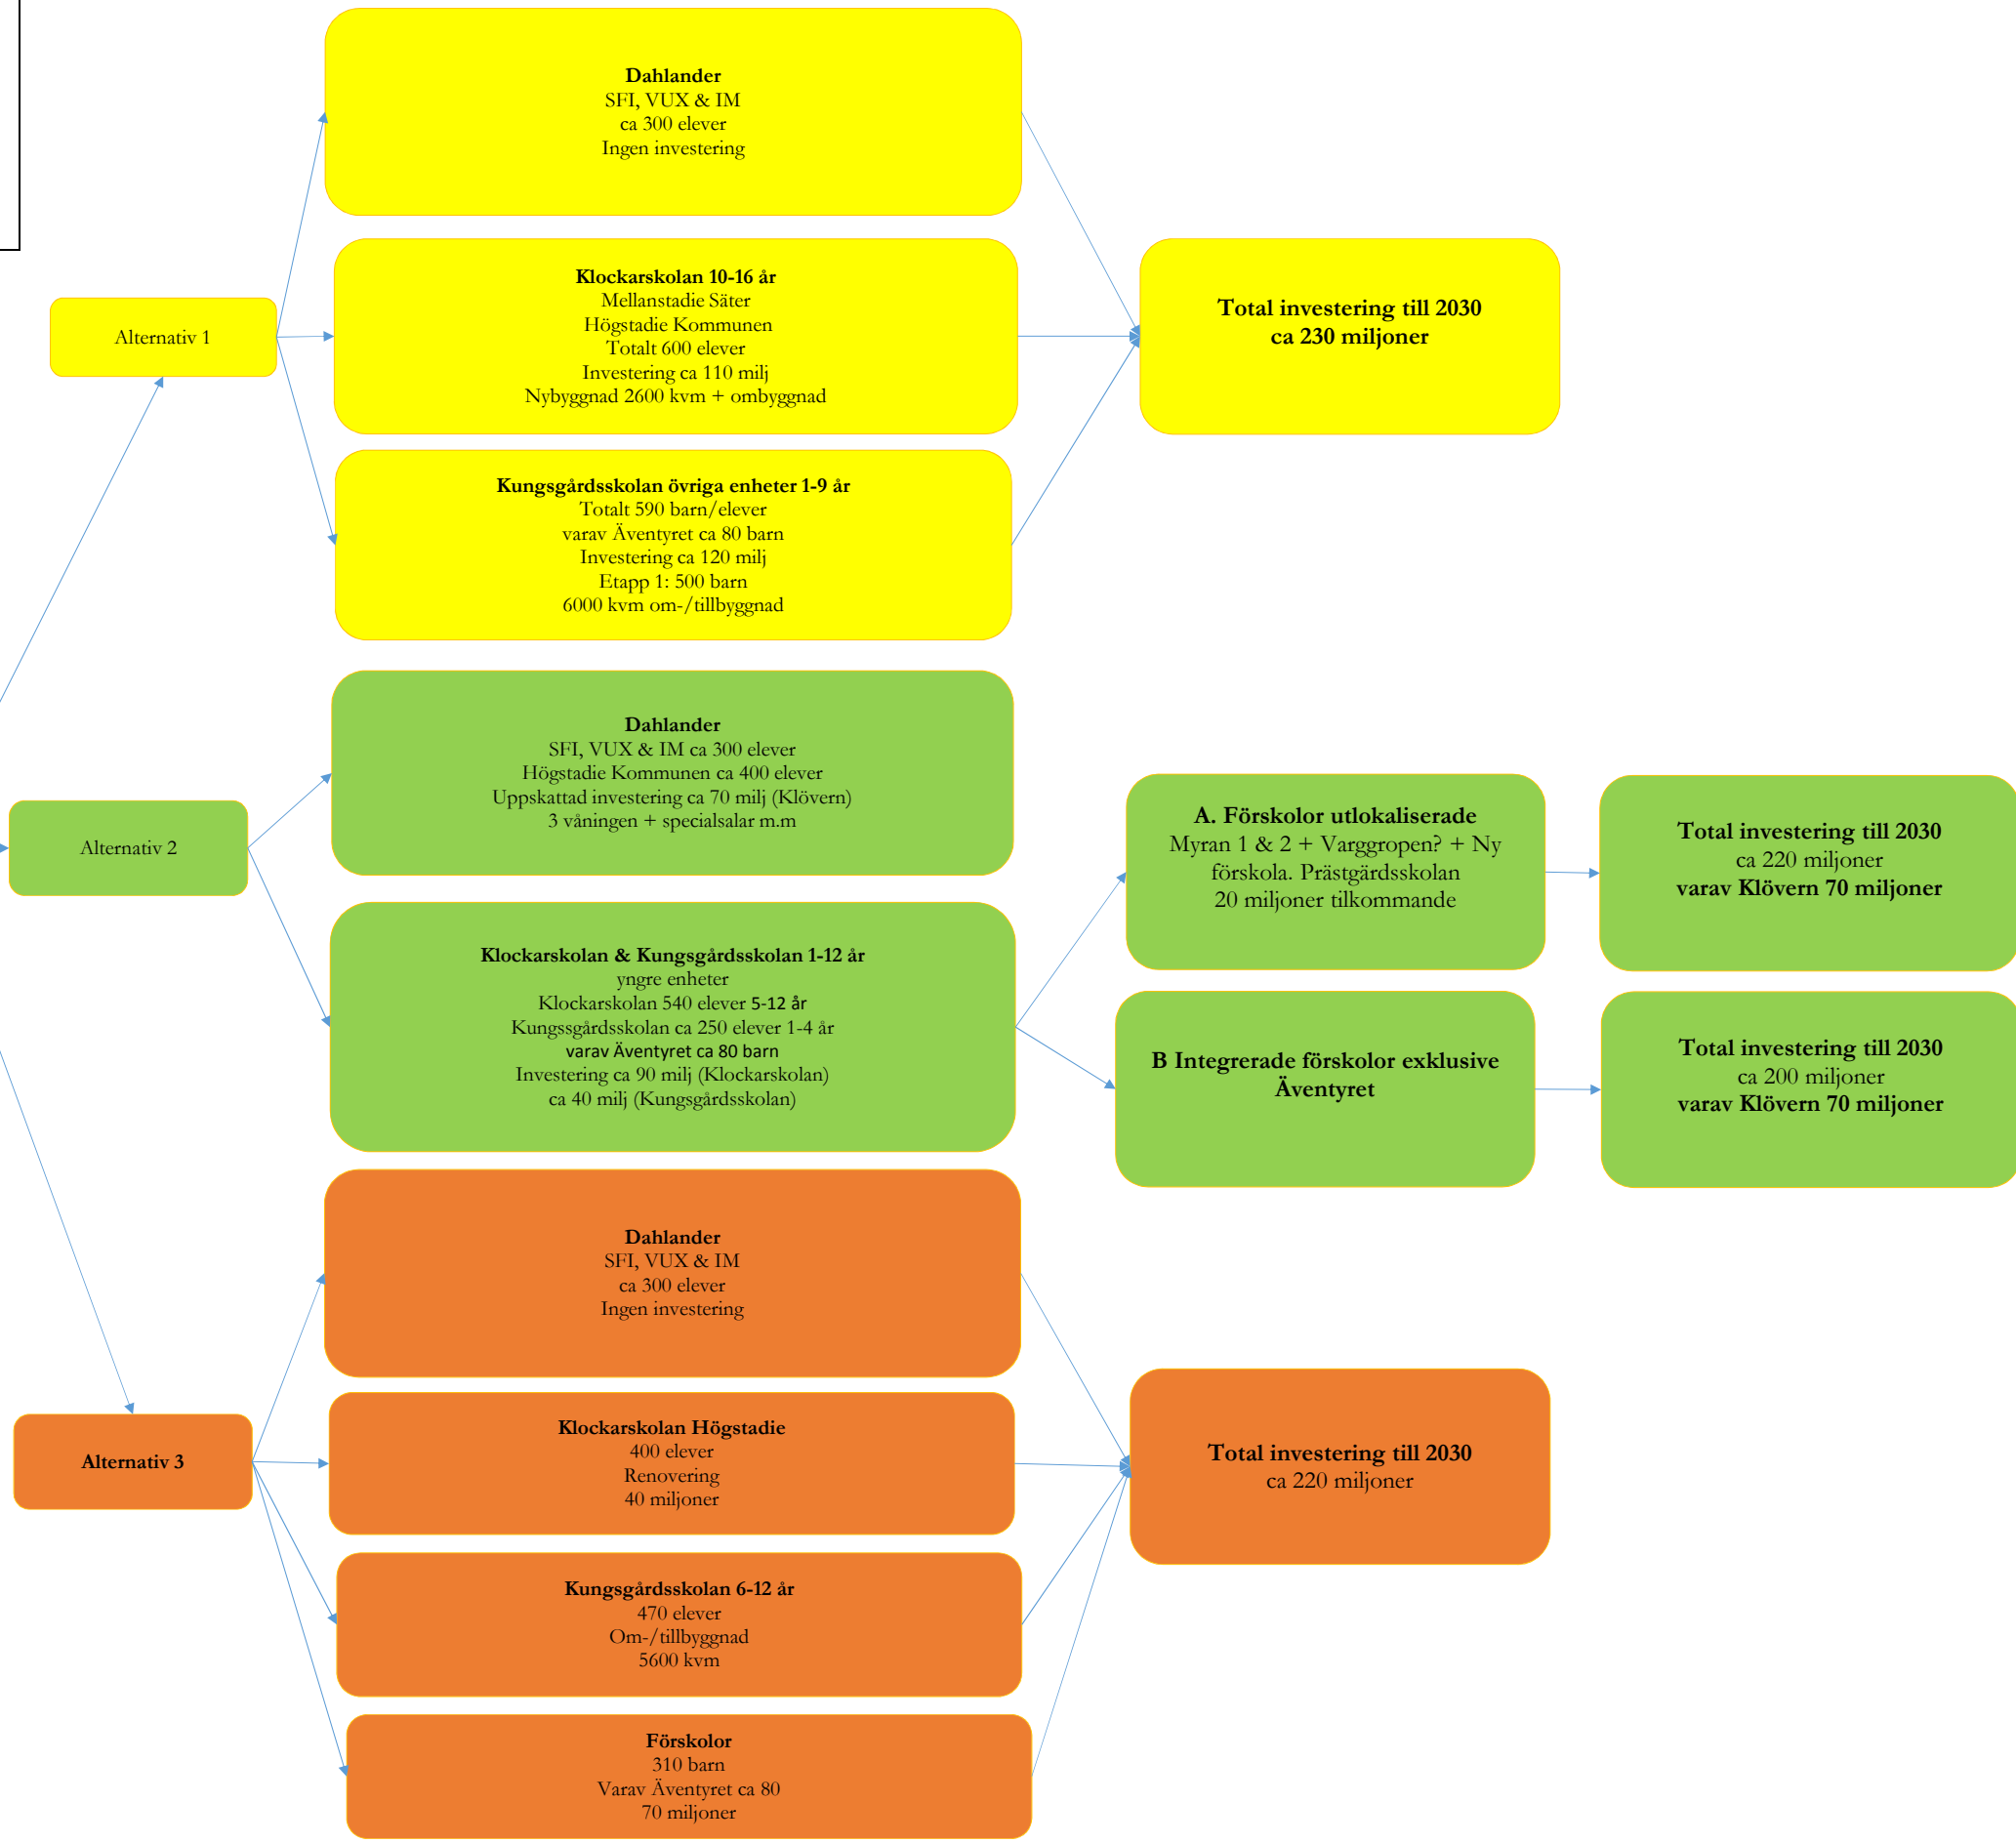 Dahlander
SFI, VUX & IM
ca 300 elever
Ingen investering
Alternativ 1
Klockarskolan 10-16 år
Mellanstadie Säter
Högstadie Kommunen
Totalt 600 elever
Investering ca 110 milj
Nybyggnad 2600 kvm + ombyggnad
Total investering till 2030
ca 230 miljoner
Kungsgårdsskolan övriga enheter 1-9 år
Totalt 590 barn/elever
varav Äventyret ca 80 barn
Investering ca 120 milj
Etapp 1: 500 barn
6000 kvm om-/tillbyggnad
Alternativ 2
Dahlander
SFI, VUX & IM ca 300 elever
Högstadie Kommunen ca 400 elever
Uppskattad investering ca 70 milj (Klövern)
3 våningen + specialsalar m.m
Klockarskolan & Kungsgårdsskolan 1-12 år
yngre enheter
Klockarskolan 540 elever 5-12 år
Kungssgårdsskolan ca 250 elever 1-4 år
varav Äventyret ca 80 barn
Investering ca 90 milj (Klockarskolan)
ca 40 milj (Kungsgårdsskolan)
A. Förskolor utlokaliserade
Myran 1 & 2 + Varggropen? + Ny
förskola. Prästgärdsskolan
20 miljoner tilkommande
Total investering till 2030
ca 220 miljoner
varav Klövern 70 miljoner
B Integrerade förskolor exklusive
Äventyret
Total investering till 2030
ca 200 miljoner
varav Klövern 70 miljoner
Alternativ 3
Dahlander
SFI, VUX & IM
ca 300 elever
Ingen investering
Klockarskolan Högstadie
400 elever
Renovering
40 miljoner
Kungsgårdsskolan 6-12 år
470 elever
Om-/tillbyggnad
5600 kvm
Förskolor
310 barn
Varav Äventyret ca 80
70 miljoner
Total investering till 2030
ca 220 miljoner